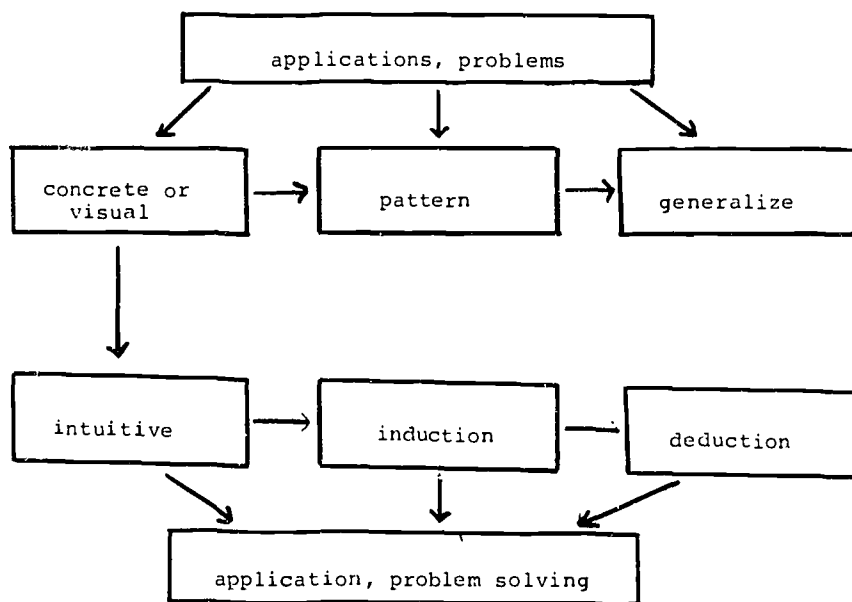 applications, problems
concrete or
visual
pattern
generalize
intuitive
induction
deduction
application, problem solving